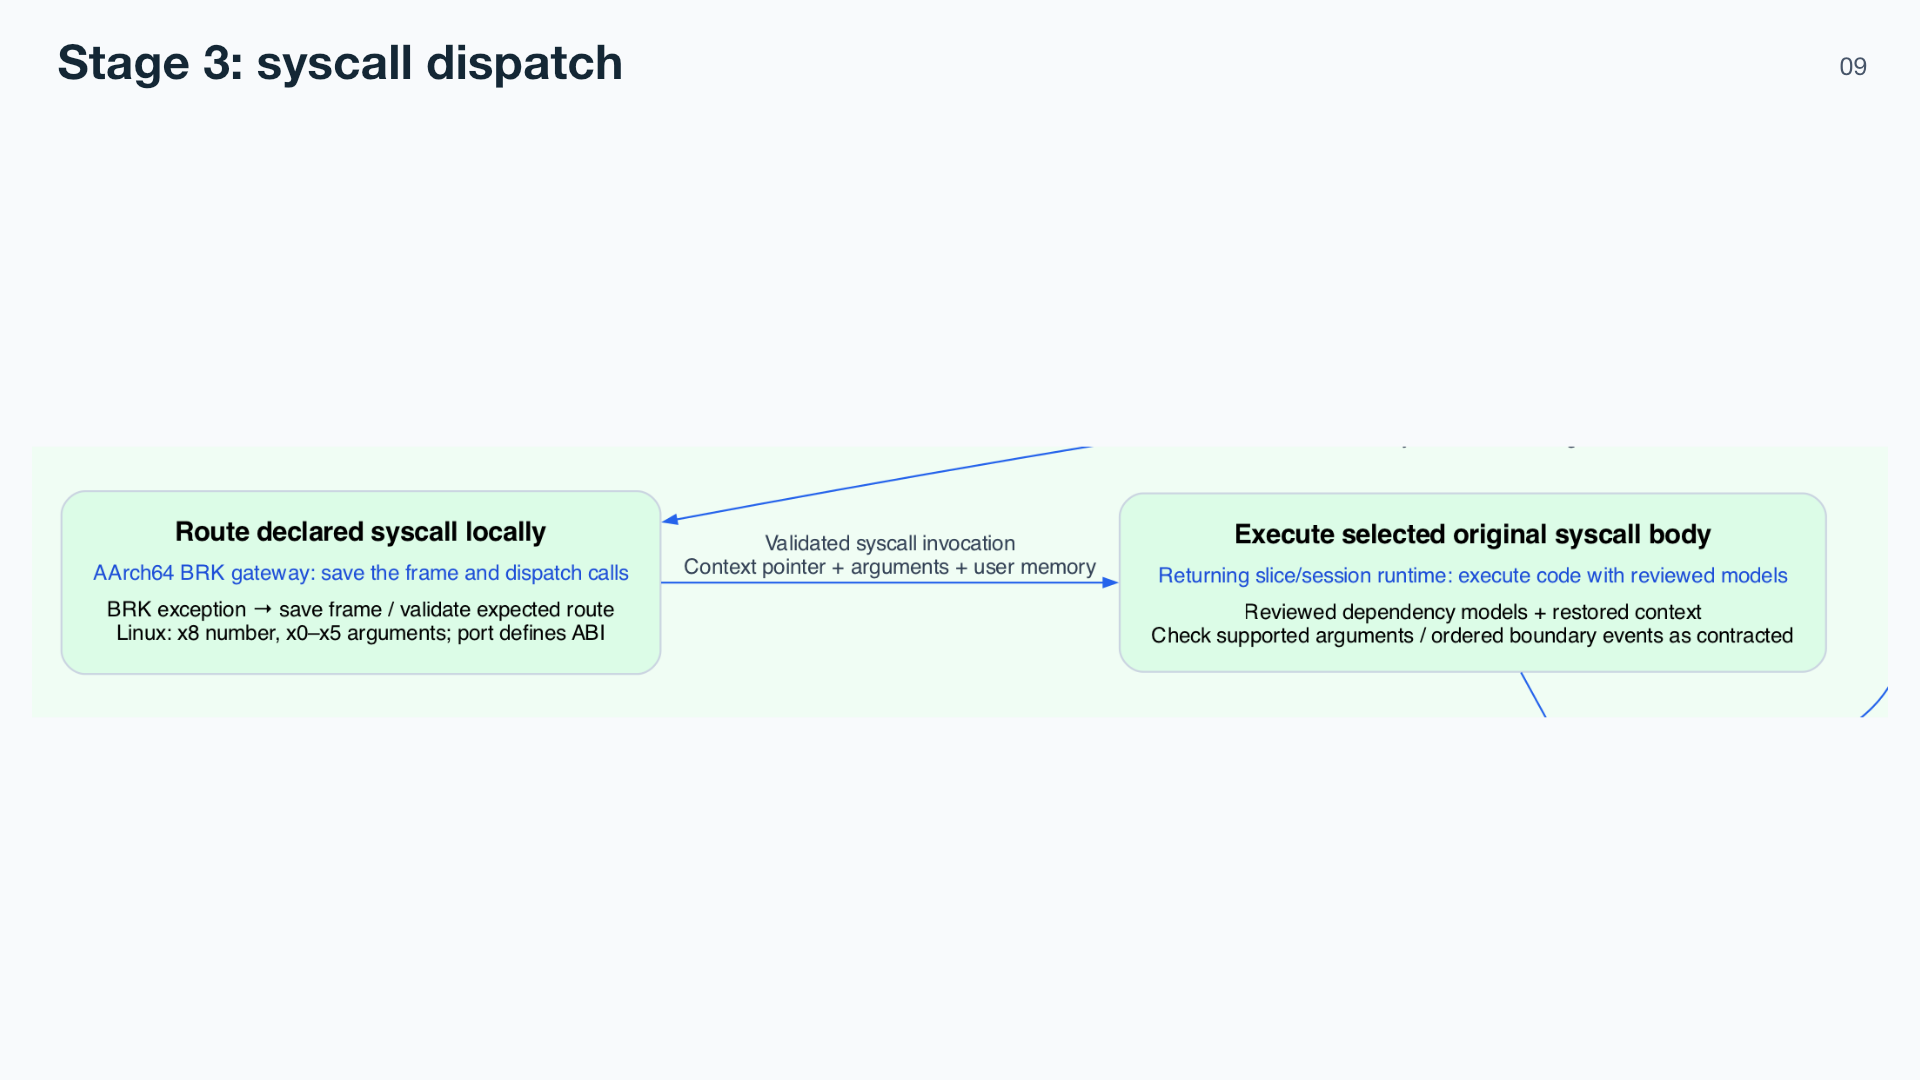 Stage 3: syscall dispatch
09
Route declared syscall locally
AArch64 BRK gateway: save the frame and dispatch calls
BRK exception → save frame / validate expected route
Linux: x8 number, x0–x5 arguments; port defines ABI
Validated syscall invocation
Context pointer + arguments + user memory
Execute selected original syscall body
Returning slice/session runtime: execute code with reviewed models
Reviewed dependency models + restored context
Check supported arguments / ordered boundary events as contracted